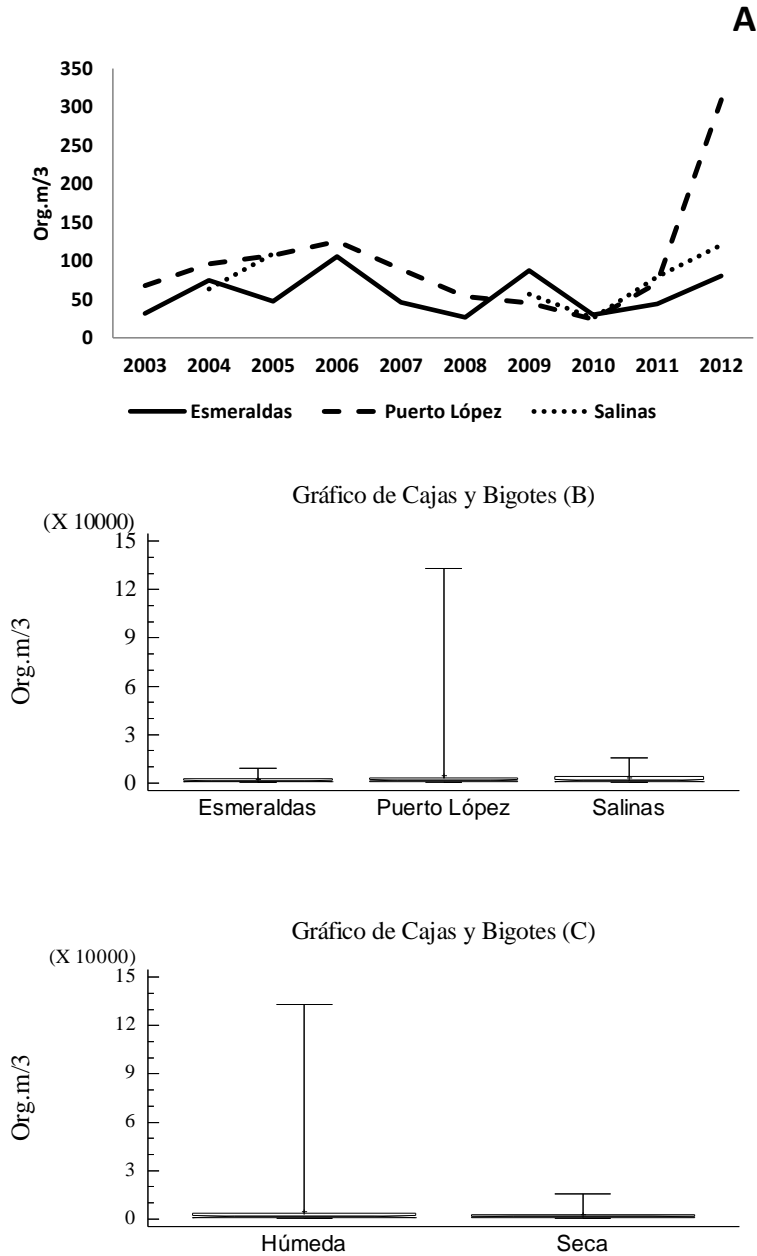 A
350
300
250
200
150
100
50
0
Org.m/3
2003 2004 2005 2006 2007 2008 2009 2010 2011 2012
Esmeraldas Puerto López Salinas
Gráfico de Cajas y Bigotes (B)
(X 10000)
15
12
9
6
3
0
Org.m/3
Esmeraldas Puerto López Salinas
Gráfico de Cajas y Bigotes (C)
(X 10000)
15
12
9
6
3
0
Org.m/3
Húmeda Seca